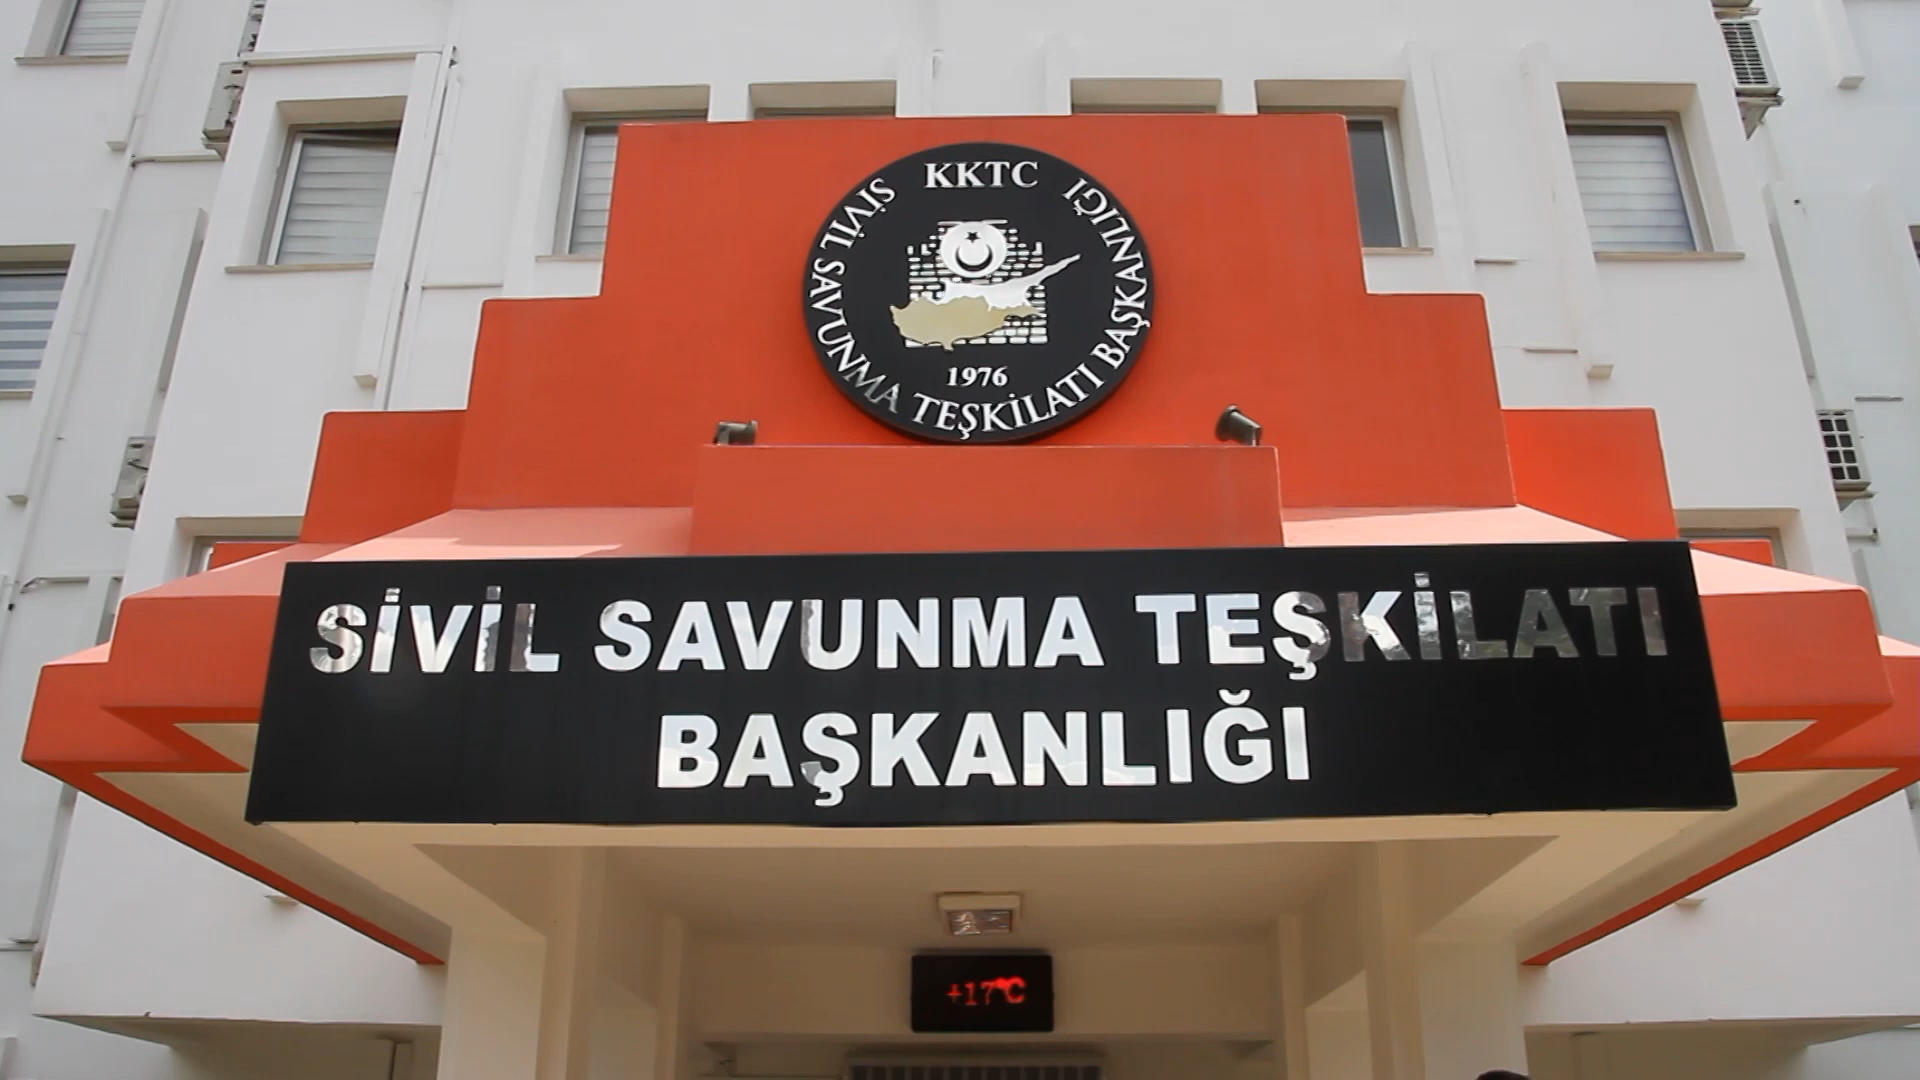 KKTC
SİVİL SAVUNMA TEŞKİLATI BAŞKANLIĞI
1976
SİVİL SAVUNMA TEŞKİLATI
BAŞKANLIĞI
+17°C